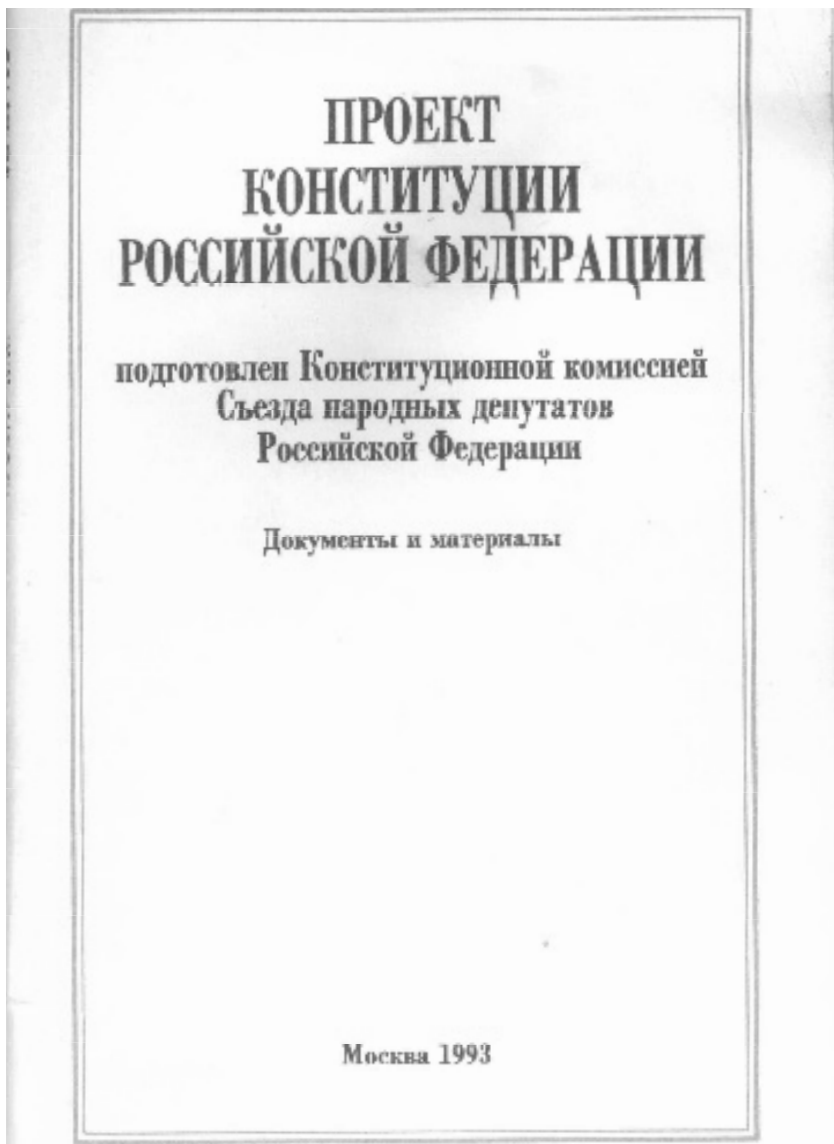 ПРОЕКТ
КОНСТИТУЦИИ
РОССИЙСКОЙ ФЕДЕРАЦИИ
подготовлен Конституционной комиссией
Съезда народных депутатов
Российской Федерации
Документы и материалы
Москва 1993